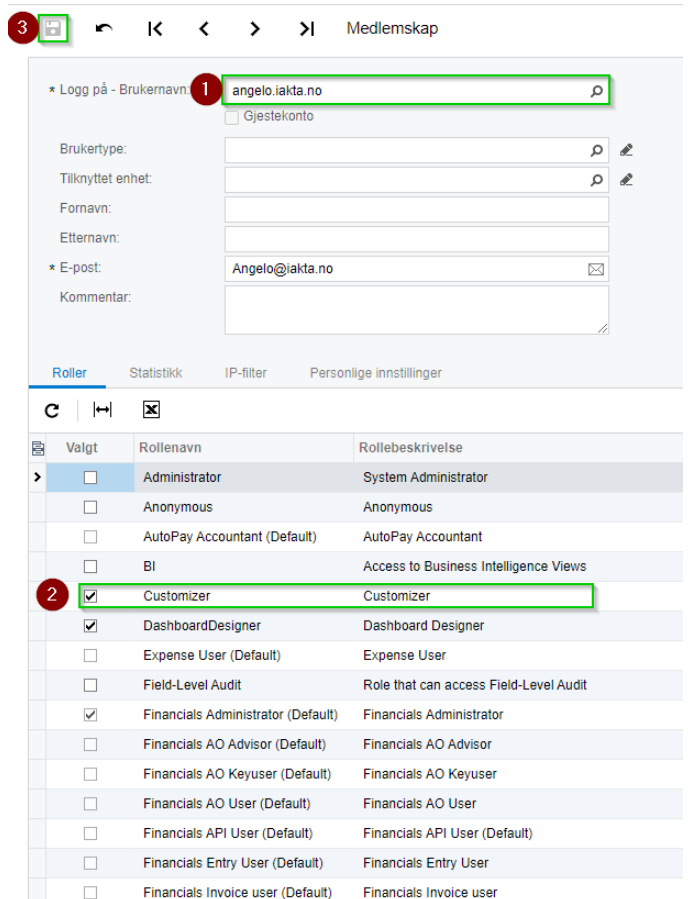 3 Medlemskap
* Logg på - Brukernavn: 1 angelo.iakta.no
Gjestekonto
Brukertype:
Tilknyttet enhet:
Fornavn:
Etternavn:
* E-post: Angelo@iakta.no
Kommentar:
Roller Statistikk IP-filter Personlige innstillinger
Valgt Rollenavn Rollebeskrivelse
Administrator System Administrator
Anonymous Anonymous
AutoPay Accountant (Default) AutoPay Accountant
BI Access to Business Intelligence Views
2 Customizer Customizer
DashboardDesigner Dashboard Designer
Expense User (Default) Expense User
Field-Level Audit Role that can access Field-Level Audit
Financials Administrator (Default) Financials Administrator
Financials AO Advisor (Default) Financials AO Advisor
Financials AO Keyuser (Default) Financials AO Keyuser
Financials AO User (Default) Financials AO User
Financials API User (Default) Financials API User (Default)
Financials Entry User (Default) Financials Entry User
Financials Invoice user (Default) Financials Invoice user